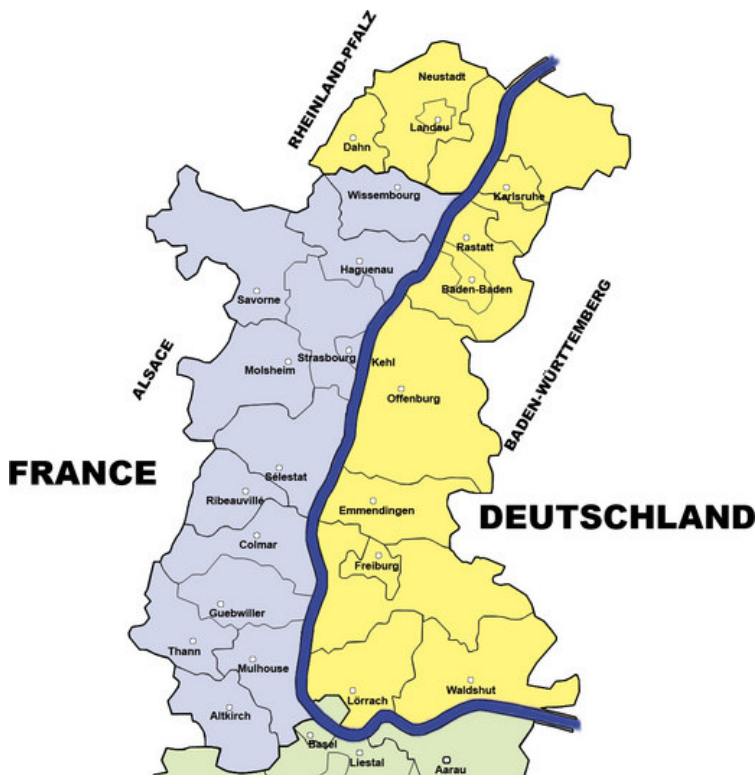 RHEINLAND-PFALZ
Neustadt
Landau
Dahn
Wissembourg
Karlsruhe
Rastatt
Haguenau
Baden-Baden
Savorne
ALSACE
Strasbourg
Kehl
Molsheim
Offenburg
BADEN-WÜRTTEMBERG
FRANCE
Sélestat
Ribeauville
Emmendingen
DEUTSCHLAND
Colmar
Freiburg
Guebwiller
Thann
Mulhouse
Waldshut
Lörrach
Altkirch
Basel
Liestal
Aarau